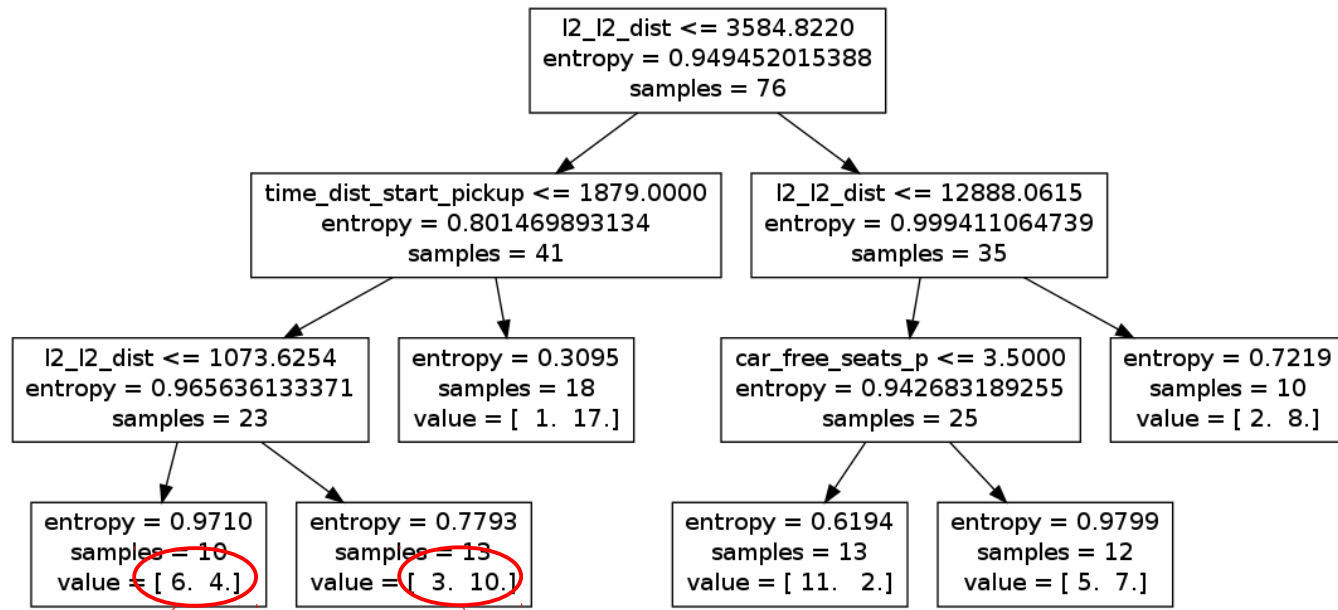 l2_l2_dist <= 3584.8220
entropy = 0.949452015388
samples = 76
time_dist_start_pickup <= 1879.0000
entropy = 0.801469893134
samples = 41
l2_l2_dist <= 12888.0615
entropy = 0.999411064739
samples = 35
l2_l2_dist <= 1073.6254
entropy = 0.965636133371
samples = 23
entropy = 0.3095
samples = 18
value = [  1.  17.]
car_free_seats_p <= 3.5000
entropy = 0.942683189255
samples = 25
entropy = 0.7219
samples = 10
value = [ 2.  8.]
entropy = 0.9710
samples = 10
value = [ 6.  4.]
entropy = 0.7793
samples = 13
value = [  3.  10.]
entropy = 0.6194
samples = 13
value = [ 11.   2.]
entropy = 0.9799
samples = 12
value = [ 5.  7.]